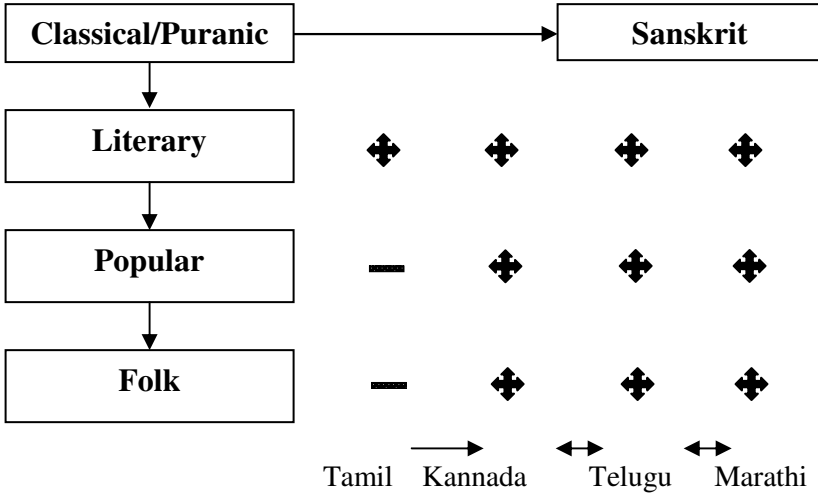 Classical/Puranic Sanskrit
Literary
Popular
Folk
Tamil Kannada Telugu Marathi